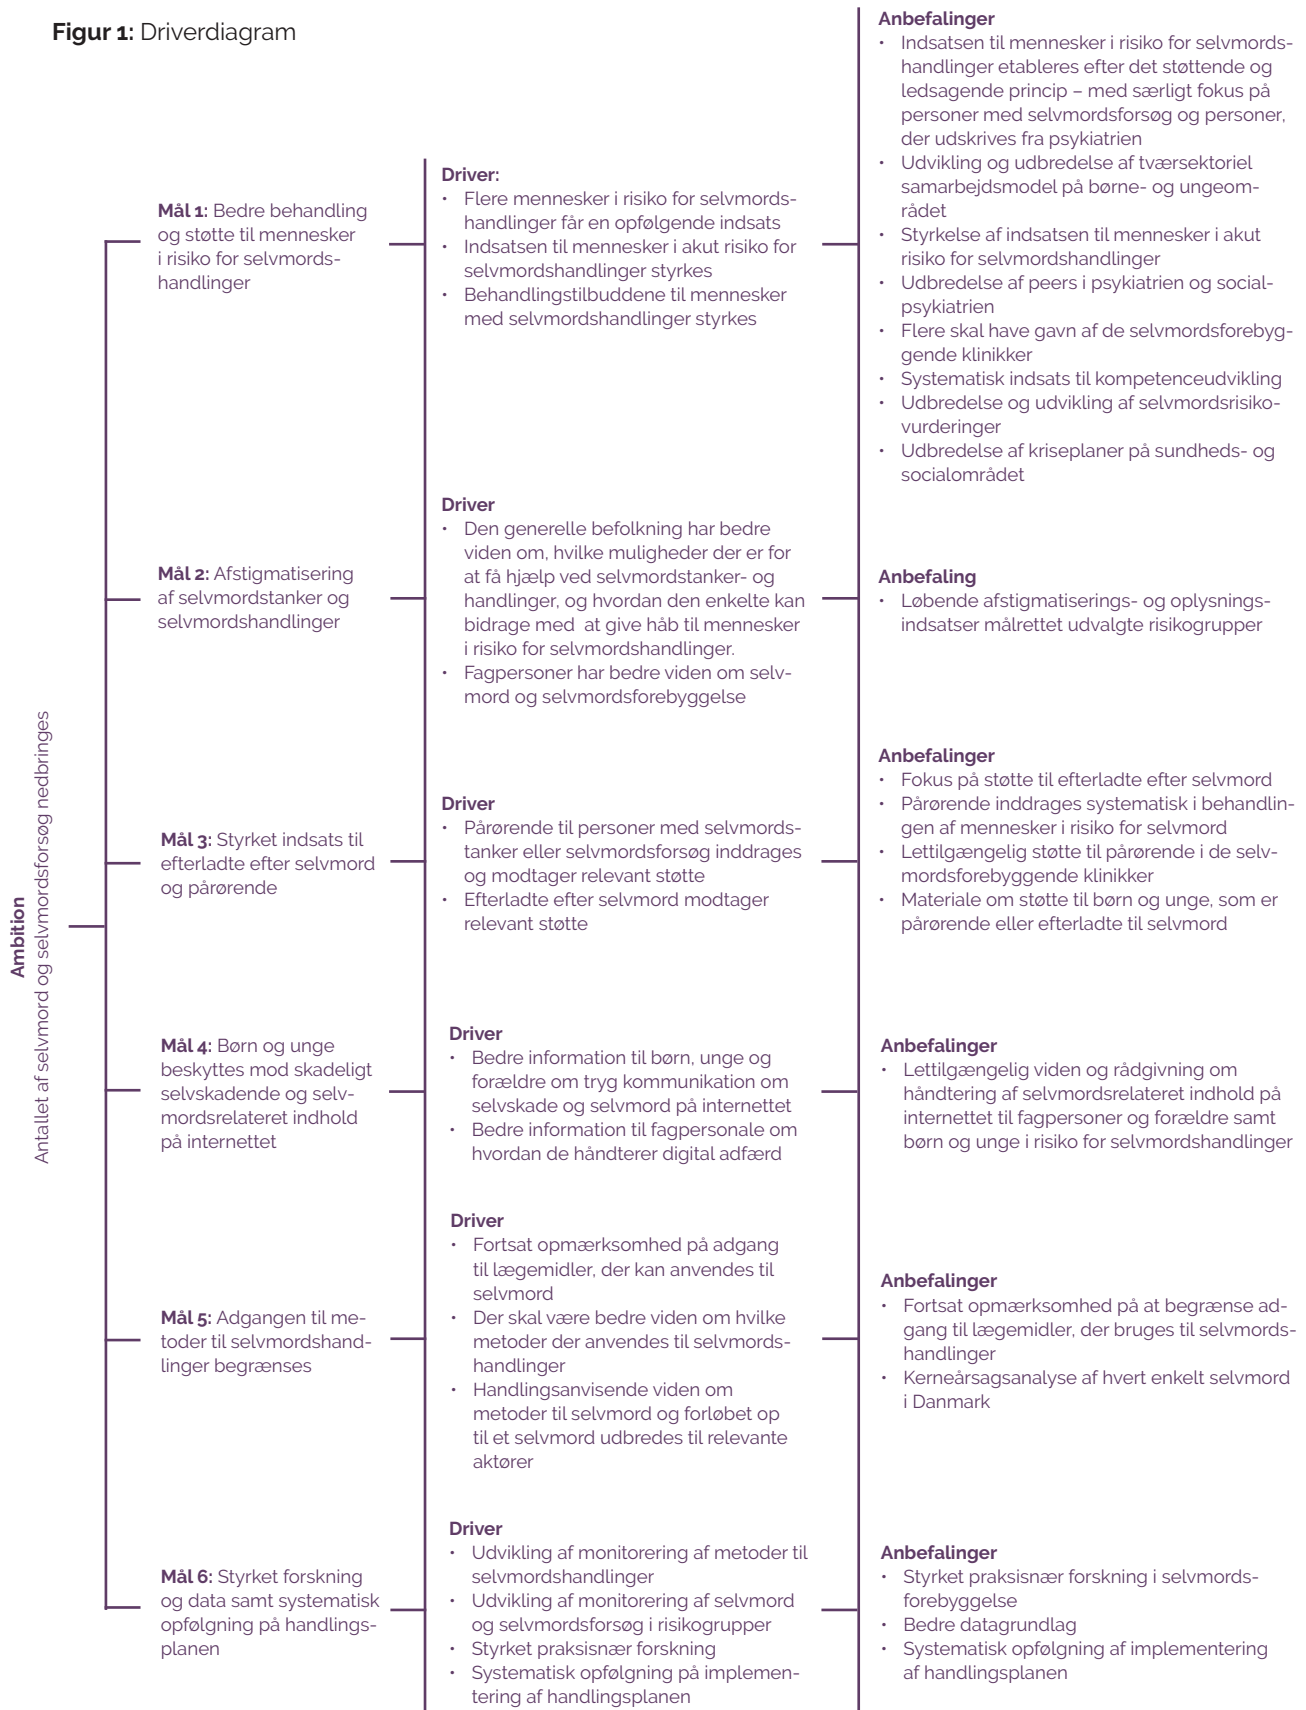 Figur 1: Driverdiagram
Ambition
Antallet af selvmord og selvmordsforsøg nedbringes
Mål 1: Bedre behandling
og støtte til mennesker
i risiko for selvmords-
handlinger
Driver:
• Flere mennesker i risiko for selvmords-
handlinger får en opfølgende indsats
• Indsatsen til mennesker i akut risiko for
selvmordshandlinger styrkes
• Behandlingstilbuddene til mennesker
med selvmordshandlinger styrkes
Anbefalinger
• Indsatsen til mennesker i risiko for selvmords-
handlinger etableres efter det støttende og
ledsagende princip – med særligt fokus på
personer med selvmordsforsøg og personer,
der udskrives fra psykiatrien
• Udvikling og udbredelse af tværsektoriel
samarbejdsmodel på børne- og ungeom-
rådet
• Styrkelse af indsatsen til mennesker i akut
risiko for selvmordshandlinger
• Udbredelse af peers i psykiatrien og social-
psykiatrien
• Flere skal have gavn af de selvmordsforebyg-
gende klinikker
• Systematisk indsats til kompetenceudvikling
• Udbredelse og udvikling af selvmordsrisiko-
vurderinger
• Udbredelse af kriseplaner på sundheds- og
socialområdet
Mål 2: Afstigmatisering
af selvmordstanker og
selvmordshandlinger
Driver
• Den generelle befolkning har bedre
viden om, hvilke muligheder der er for
at få hjælp ved selvmordstanker- og
handlinger, og hvordan den enkelte kan
bidrage med at give håb til mennesker
i risiko for selvmordshandlinger.
• Fagpersoner har bedre viden om selv-
mord og selvmordsforebyggelse
Anbefaling
• Løbende afstigmatiserings- og oplysnings-
indsatser målrettet udvalgte risikogrupper
Mål 3: Styrket indsats til
efterladte efter selvmord
og pårørende
Driver
• Pårørende til personer med selvmords-
tanker eller selvmordsforsøg inddrages
og modtager relevant støtte
• Efterladte efter selvmord modtager
relevant støtte
Anbefalinger
• Fokus på støtte til efterladte efter selvmord
• Pårørende inddrages systematisk i behandlin-
gen af mennesker i risiko for selvmord
• Lettilgængelig støtte til pårørende i de selv-
mordsforebyggende klinikker
• Materiale om støtte til børn og unge, som er
pårørende eller efterladte til selvmord
Mål 4: Børn og unge
beskyttes mod skadeligt
selvskadende og selv-
mordsrelateret indhold
på internettet
Driver
• Bedre information til børn, unge og
forældre om tryg kommunikation om
selvskade og selvmord på internettet
• Bedre information til fagpersonale om
hvordan de håndterer digital adfærd
Anbefalinger
• Lettilgængelig viden og rådgivning om
håndtering af selvmordsrelateret indhold på
internettet til fagpersoner og forældre samt
børn og unge i risiko for selvmordshandlinger
Mål 5: Adgangen til me-
toder til selvmordshand-
linger begrænses
Driver
• Fortsat opmærksomhed på adgang
til lægemidler, der kan anvendes til
selvmord
• Der skal være bedre viden om hvilke
metoder der anvendes til selvmords-
handlinger
• Handlingsanvisende viden om
metoder til selvmord og forløbet op
til et selvmord udbredes til relevante
aktører
Anbefalinger
• Fortsat opmærksomhed på at begrænse ad-
gang til lægemidler, der bruges til selvmords-
handlinger
• Kerneårsagsanalyse af hvert enkelt selvmord
i Danmark
Mål 6: Styrket forskning
og data samt systematisk
opfølgning på handlings-
planen
Driver
• Udvikling af monitorering af metoder til
selvmordshandlinger
• Udvikling af monitorering af selvmord
og selvmordsforsøg i risikogrupper
• Styrket praksisnær forskning
• Systematisk opfølgning på implemen-
tering af handlingsplanen
Anbefalinger
• Styrket praksisnær forskning i selvmords-
forebyggelse
• Bedre datagrundlag
• Systematisk opfølgning af implementering
af handlingsplanen